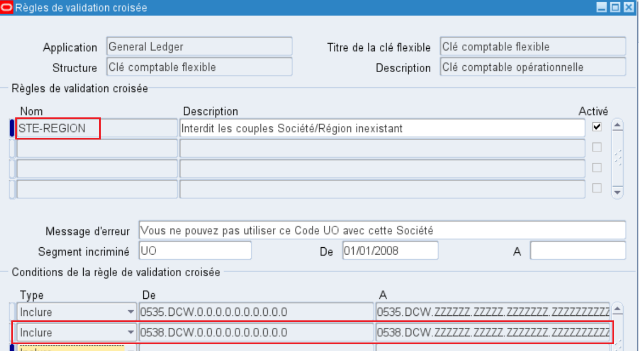 Règles de validation croisée
Application General Ledger Titre de la clé flexible Clé comptable flexible
Structure Clé comptable flexible Description Clé comptable opérationnelle
Règles de validation croisée
Nom Description Activé
STE-REGION Interdit les couples Société/Région inexistant
Message d'erreur Vous ne pouvez pas utiliser ce Code UO avec cette Société
Segment incriminé UO De 01/01/2008 A
Conditions de la règle de validation croisée
Type De A
Inclure 0535.DCW.0.0.0.0.0.0.0.0.0.0 0535.DCW.ZZZZZZ.ZZZZZ.ZZZZZZZ.ZZZZZZZZZZ
Inclure 0538.DCW.0.0.0.0.0.0.0.0.0.0 0538.DCW.ZZZZZZ.ZZZZZ.ZZZZZZZ.ZZZZZZZZZZ